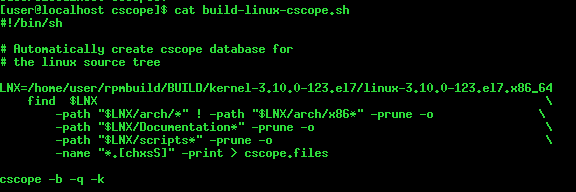 [user@localhost cscope]$ cat build-linux-cscope.sh
#!/bin/sh
# Automatically create cscope database for
# the linux source tree
LNX=/home/user/rpmbuild/BUILD/kernel-3.10.0-123.el7/linux-3.10.0-123.el7.x86_64
find $LNX \
-path "$LNX/arch/*" ! -path "$LNX/arch/x86*" -prune -o \
-path "$LNX/Documentation*" -prune -o \
-path "$LNX/scripts*" -prune -o \
-name "*.[chxsS]" -print > cscope.files
cscope -b -q -k